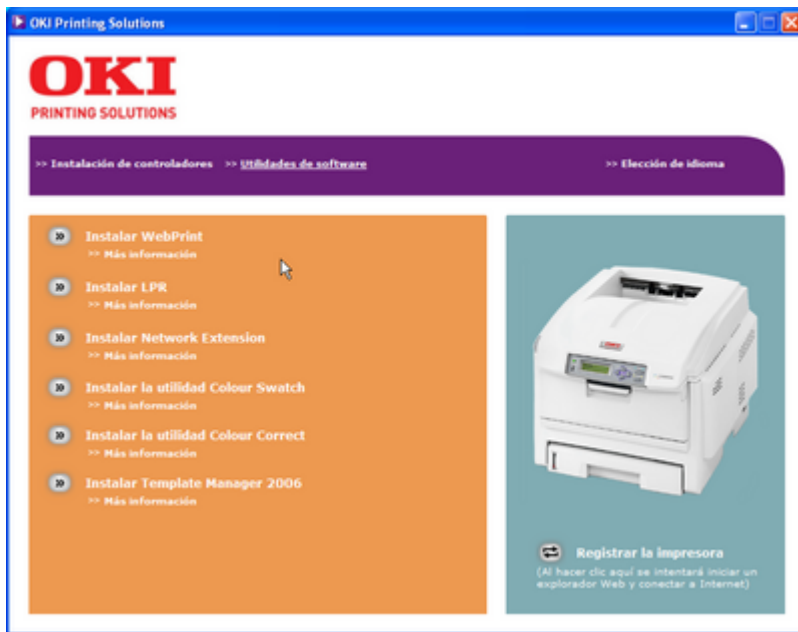 OKI Printing Solutions
OKI
PRINTING SOLUTIONS
>> Instalación de controladores >> Utilidades de software >> Elección de idioma
Instalar WebPrint
>> Más información
Instalar LPR
>> Más información
Instalar Network Extension
>> Más información
Instalar la utilidad Colour Swatch
>> Más información
Instalar la utilidad Colour Correct
>> Más información
Instalar Template Manager 2006
>> Más información
Registrar la impresora
(Al hacer clic aquí se intentará iniciar un
explorador Web y conectar a Internet)